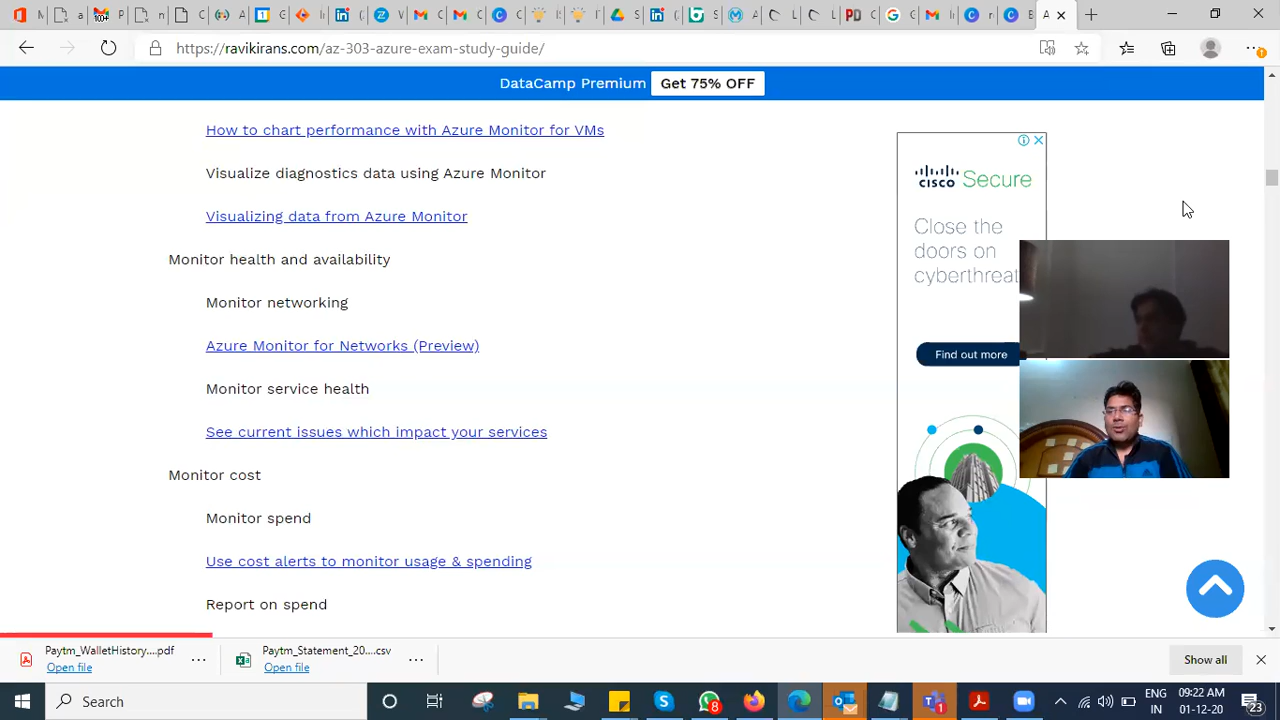 10+
1
https://ravikirans.com/az-303-azure-exam-study-guide/
DataCamp Premium Get 75% OFF
How to chart performance with Azure Monitor for VMs
Visualize diagnostics data using Azure Monitor
Visualizing data from Azure Monitor
Monitor health and availability
Monitor networking
Azure Monitor for Networks (Preview)
Monitor service health
See current issues which impact your services
Monitor cost
Monitor spend
Use cost alerts to monitor usage & spending
Report on spend
CISCO Secure
Close the
doors on
cyberthreat
Find out more
Paytm_WalletHistory....pdf
Open file
Paytm_Statement_20....csv
Open file
Show all
Search
8
1
ENG
IN
09:22 AM
01-12-20
23